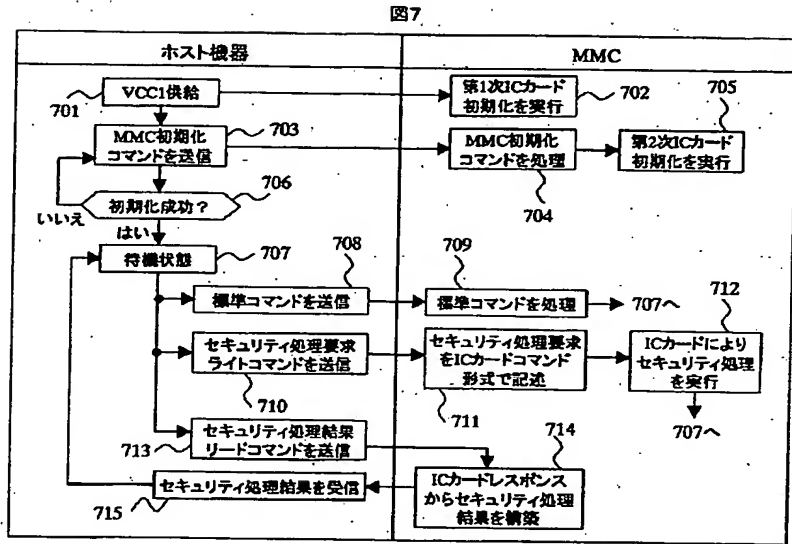 図7
ホスト機器
MMC
VCC1供給
701
第1次ICカード
初期化を実行
702
705
MMC初期化
コマンドを送信
703
MMC初期化
コマンドを処理
704
第2次ICカード
初期化を実行
706
初期化成功？
いいえ
はい
待機状態
707
708
標準コマンドを送信
709
標準コマンドを処理
707へ
712
セキュリティ処理要求
ライトコマンドを送信
710
セキュリティ処理要求
をICカードコマンド
形式で記述
711
ICカードにより
セキュリティ処理
を実行
707へ
713
セキュリティ処理結果
リードコマンドを送信
714
ICカードレスポンス
からセキュリティ処理
結果を構築
セキュリティ処理結果を受信
715